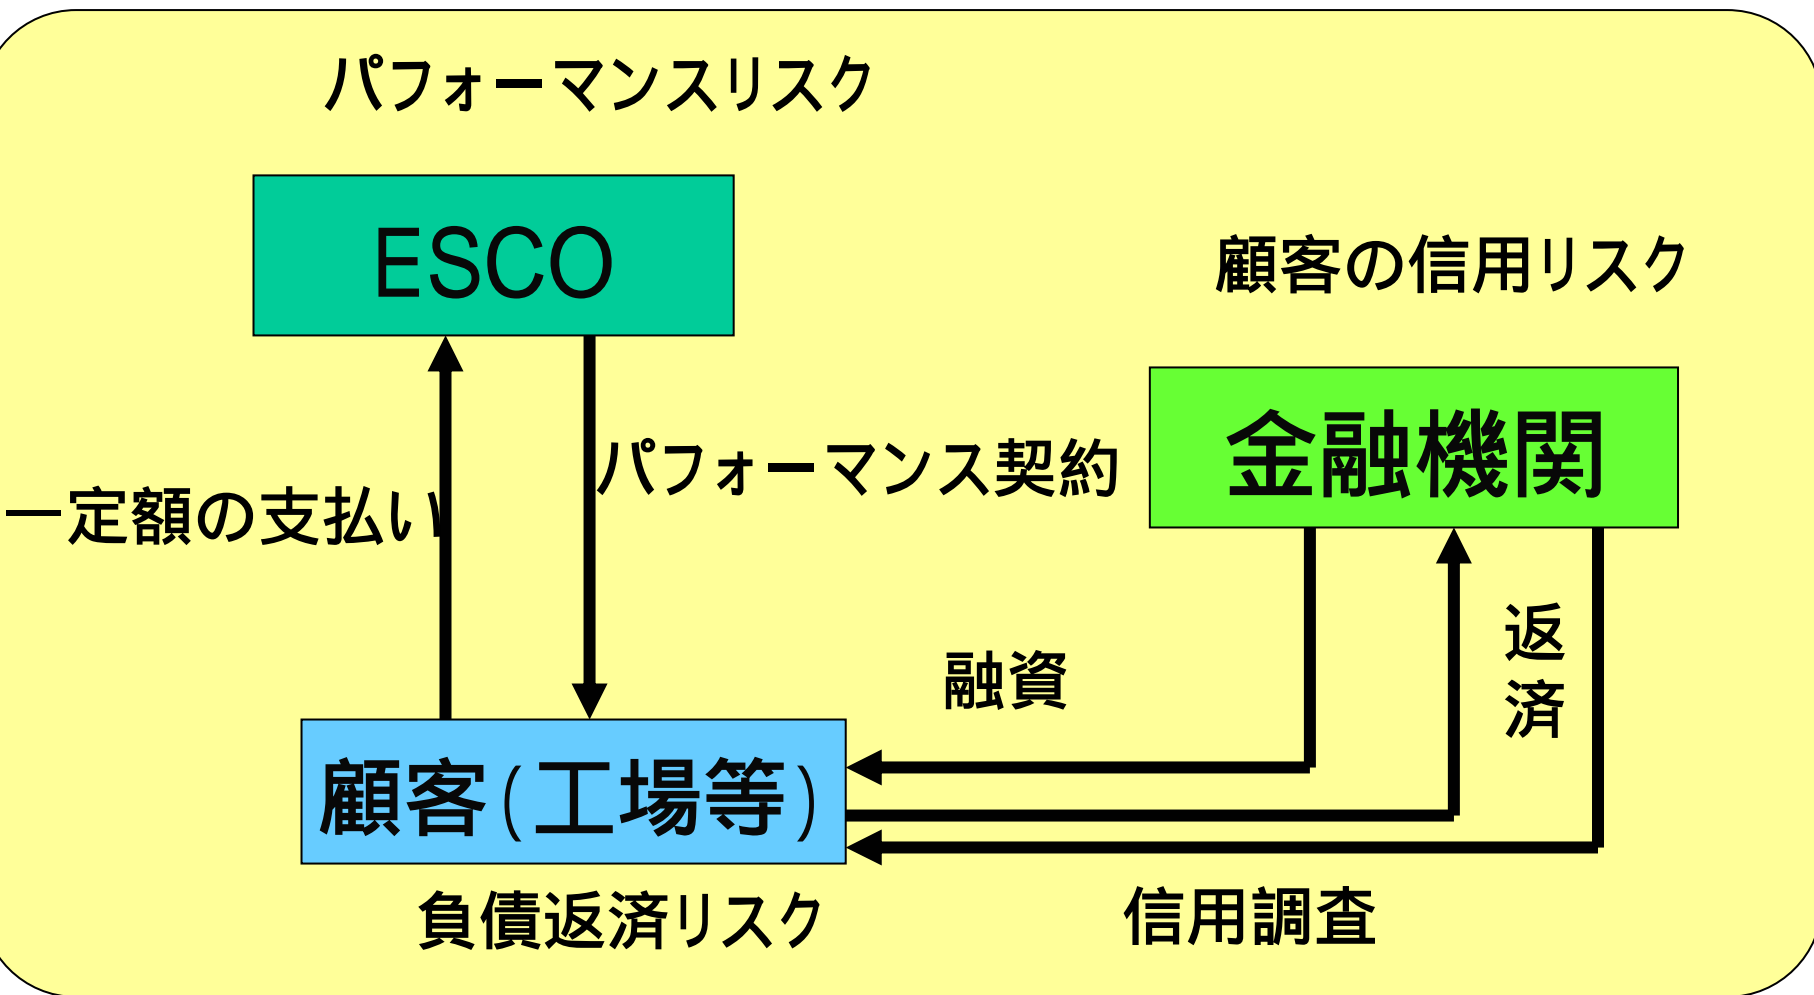 パフォーマンスリスク
ESCO
顧客の信用リスク
金融機関
パフォーマンス契約
一定額の支払い
返済
融資
顧客(工場等)
負債返済リスク
信用調査